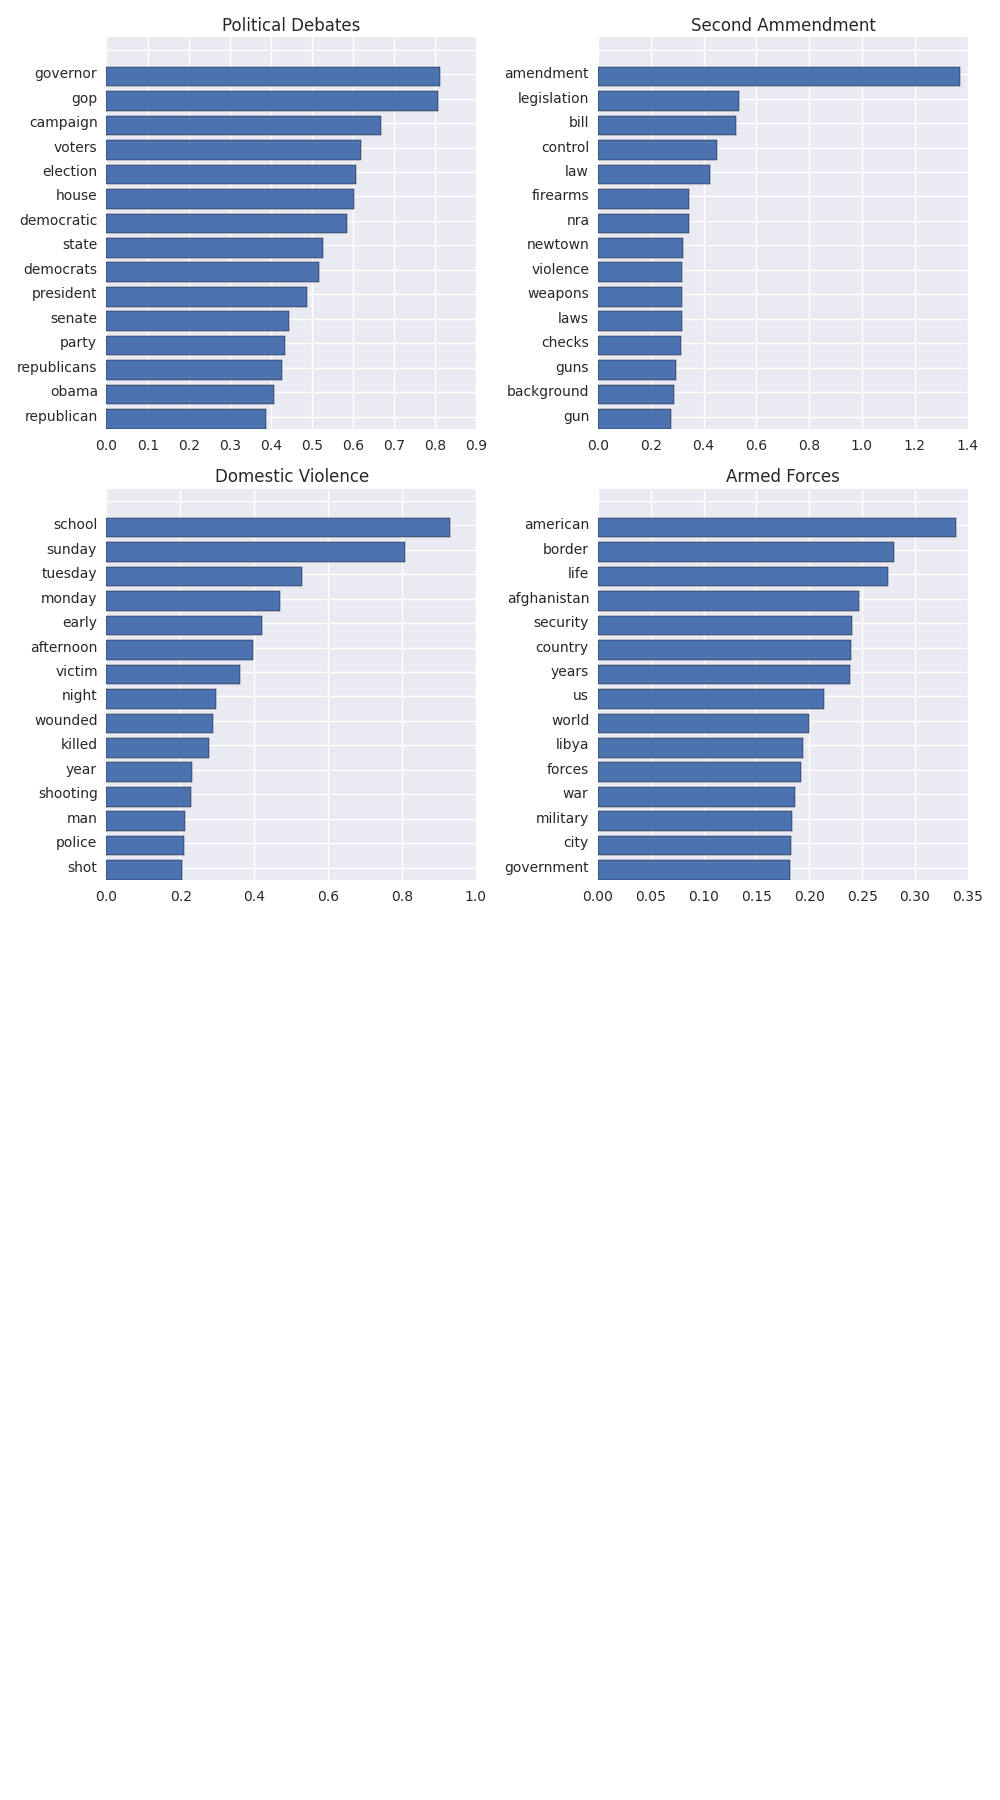 Political Debates
governor
gop
campaign
voters
election
house
democratic
state
democrats
president
senate
party
republicans
obama
republican
0.0 0.1 0.2 0.3 0.4 0.5 0.6 0.7 0.8 0.9
Second Ammendment
amendment
legislation
bill
control
law
firearms
nra
newtown
violence
weapons
laws
checks
guns
background
gun
0.0 0.2 0.4 0.6 0.8 1.0 1.2 1.4
Domestic Violence
school
sunday
tuesday
monday
early
afternoon
victim
night
wounded
killed
year
shooting
man
police
shot
0.0 0.2 0.4 0.6 0.8 1.0
Armed Forces
american
border
life
afghanistan
security
country
years
us
world
libya
forces
war
military
city
government
0.00 0.05 0.10 0.15 0.20 0.25 0.30 0.35